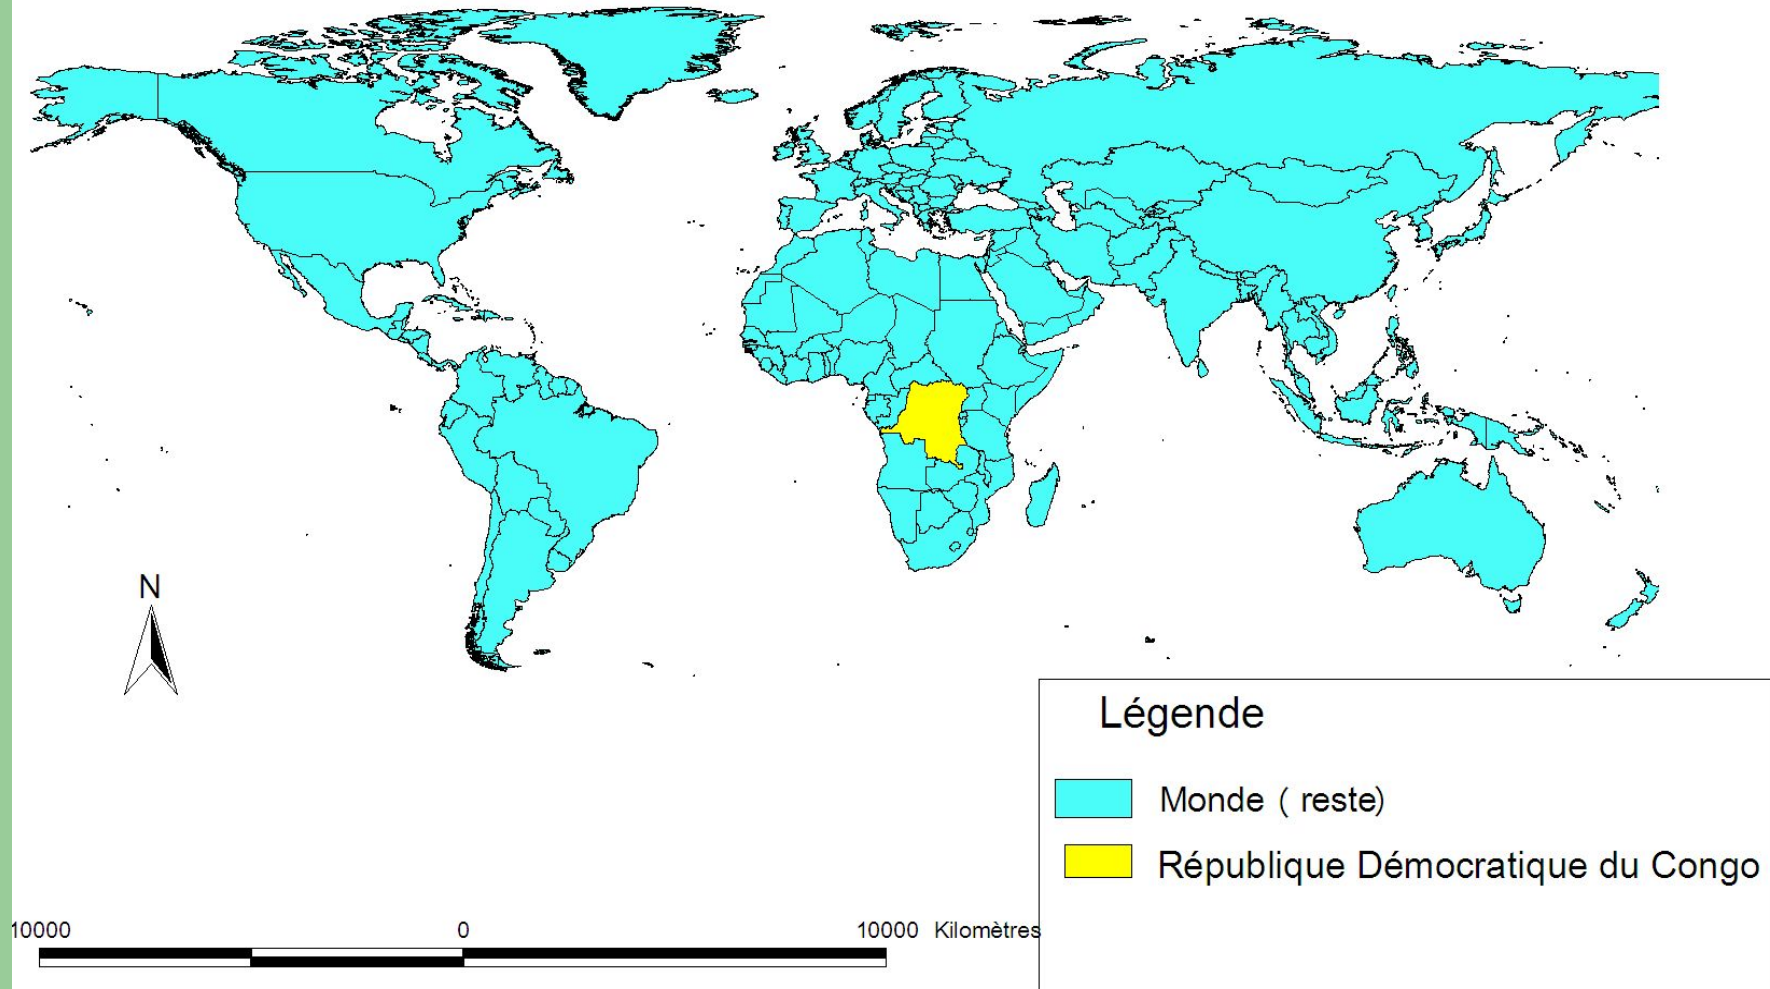 N
Légende
Monde ( reste)
République Démocratique du Congo
10000 0 10000 Kilomètres